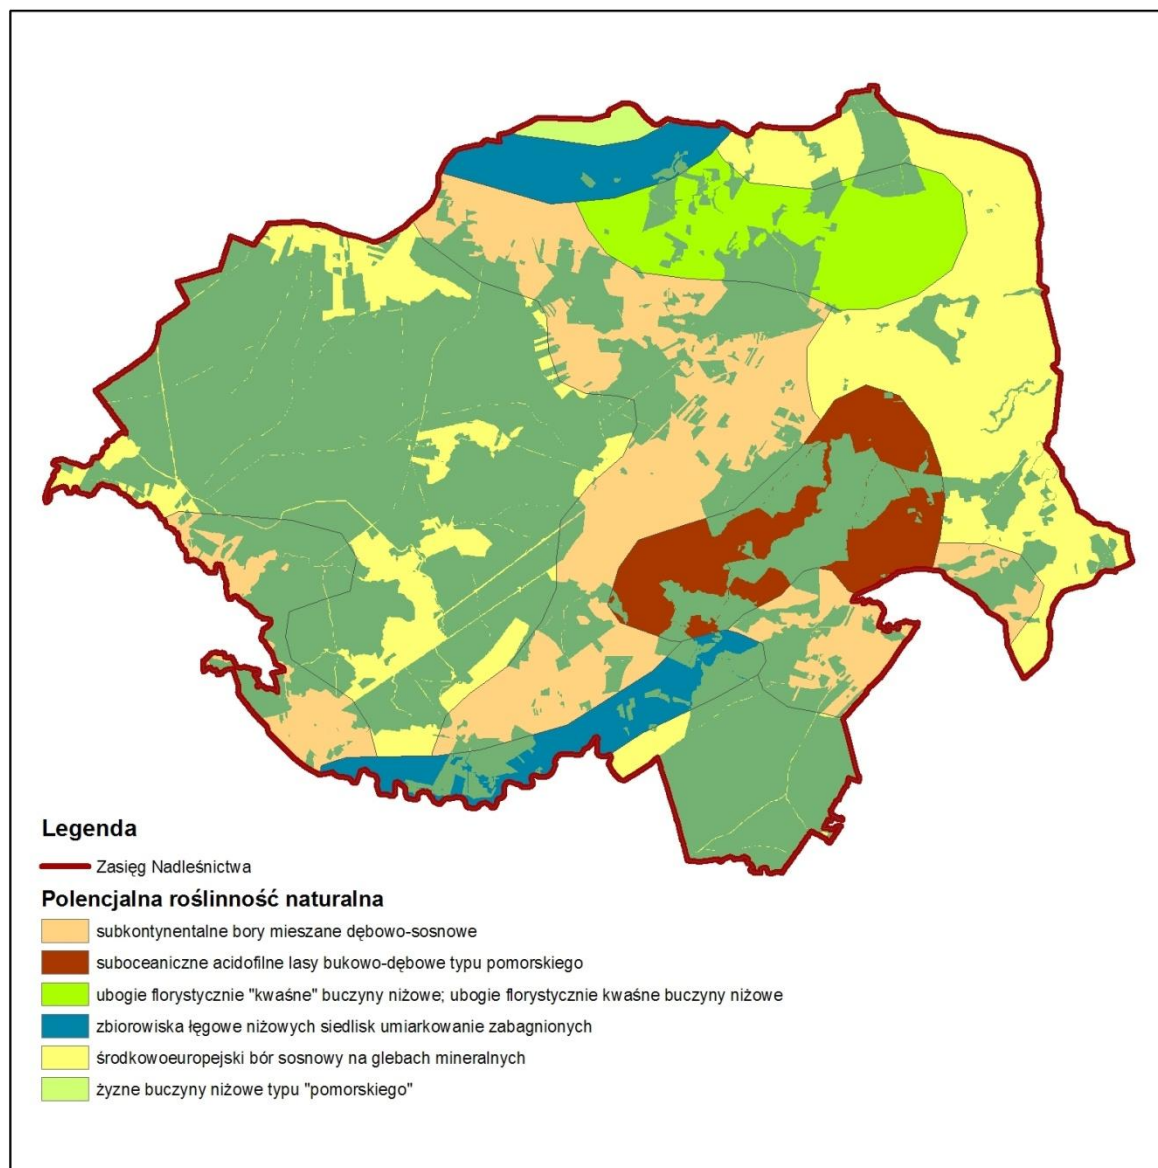 Legenda
Zasięg Nadleśnictwa
Polencjalna roślinność naturalna
subkontynentalne bory mieszane dębowo-sosnowe
suboceaniczne acidofilne lasy bukowo-dębowe typu pomorskiego
ubogie florystycznie "kwaśne" buczyny niżowe; ubogie florystycznie kwaśne buczyny niżowe
zbiorowiska łęgowe niżowych siedlisk umiarkowanie zabagnionych
środkowoeuropejski bór sosnowy na glebach mineralnych
żyzne buczyny niżowe typu "pomorskiego"